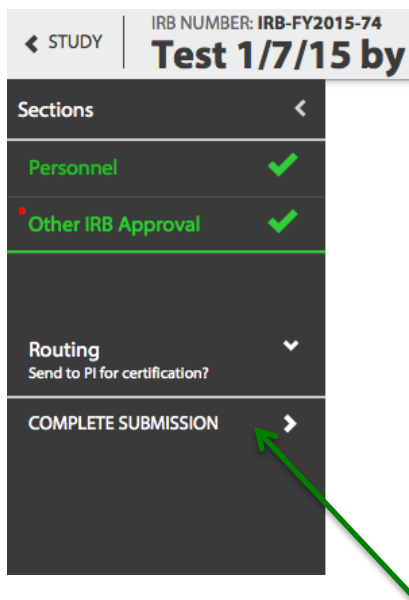 STUDY
IRB NUMBER: IRB-FY2015-74
Test 1/7/15 by
Sections
Personnel
Other IRB Approval
Routing
Send to PI for certification?
COMPLETE SUBMISSION